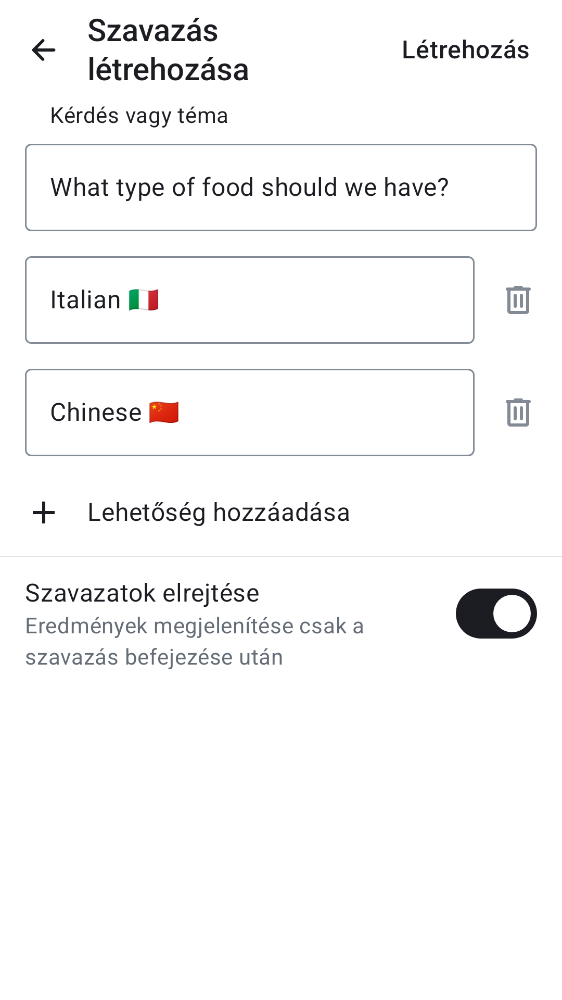 Szavazás
létrehozása
Létrehozás
Kérdés vagy téma
What type of food should we have?
Italian 🇮🇹
Chinese 🇨🇳
Lehetőség hozzáadása
Szavazatok elrejtése
Eredmények megjelenítése csak a
szavazás befejezése után